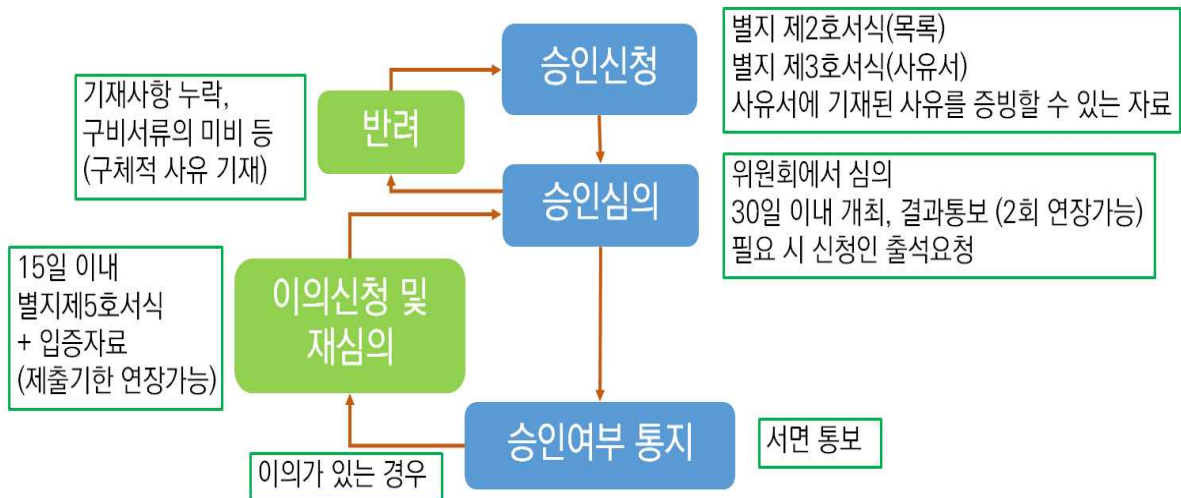 승인신청
별지 제2호서식(목록)
별지 제3호서식(사유서)
사유서에 기재된 사유를 증빙할 수 있는 자료
기재사항 누락,
구비서류의 미비 등
(구체적 사유 기재)
반려
승인심의
위원회에서 심의
30일 이내 개최, 결과통보 (2회 연장가능)
필요 시 신청인 출석요청
15일 이내
별지제5호서식
+ 입증자료
(제출기한 연장가능)
이의신청 및
재심의
승인여부 통지
서면 통보
이의가 있는 경우